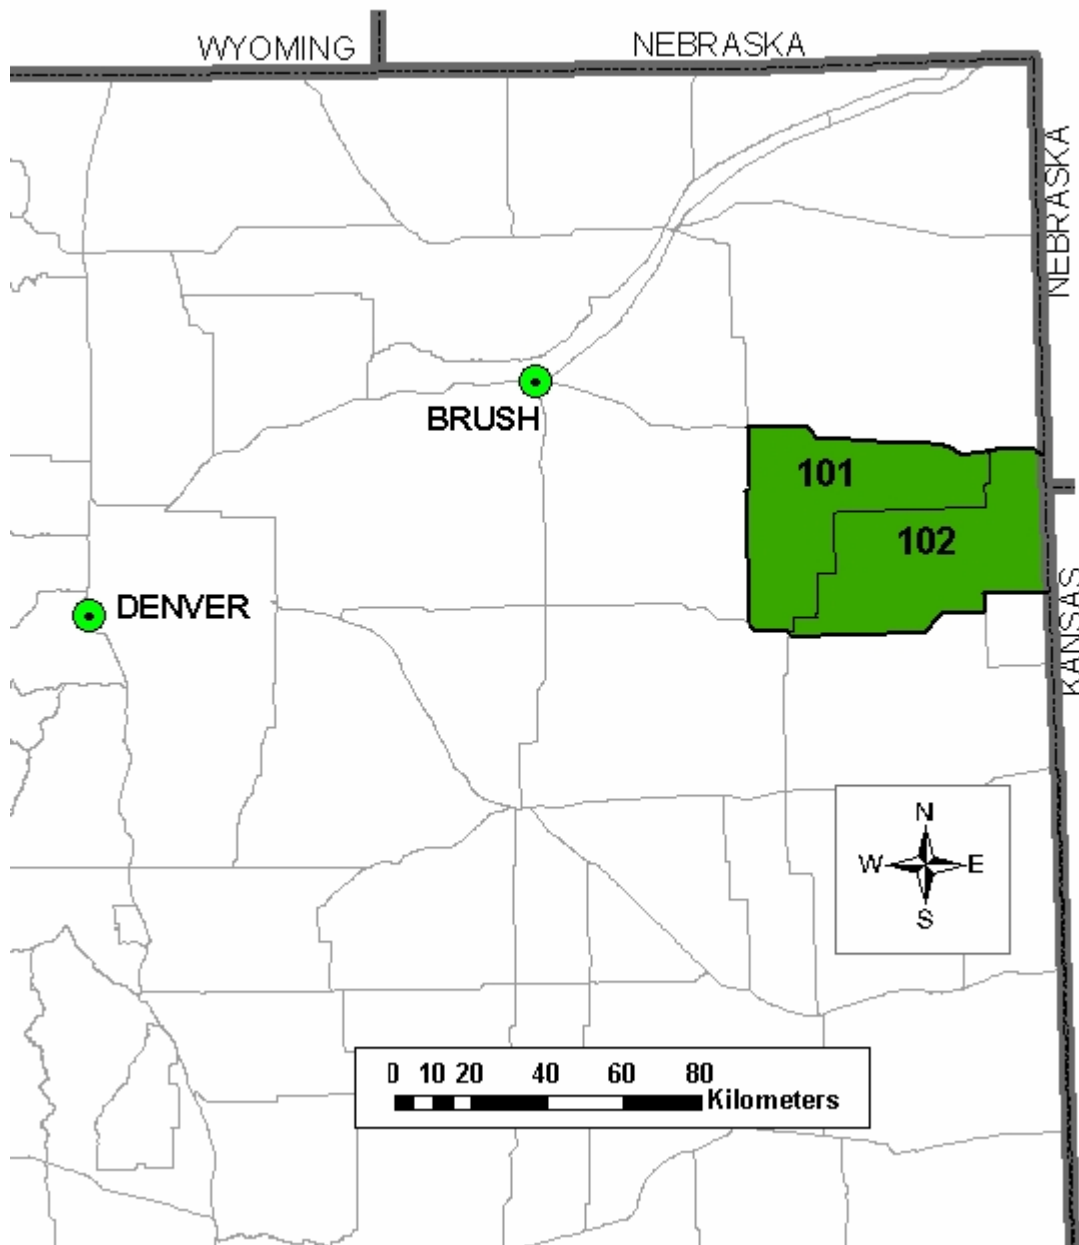 WYOMING
NEBRASKA
NEBRASKA
BRUSH
101
102
DENVER
KANSAS
N
W E
S
0 10 20 40 60 80
Kilometers